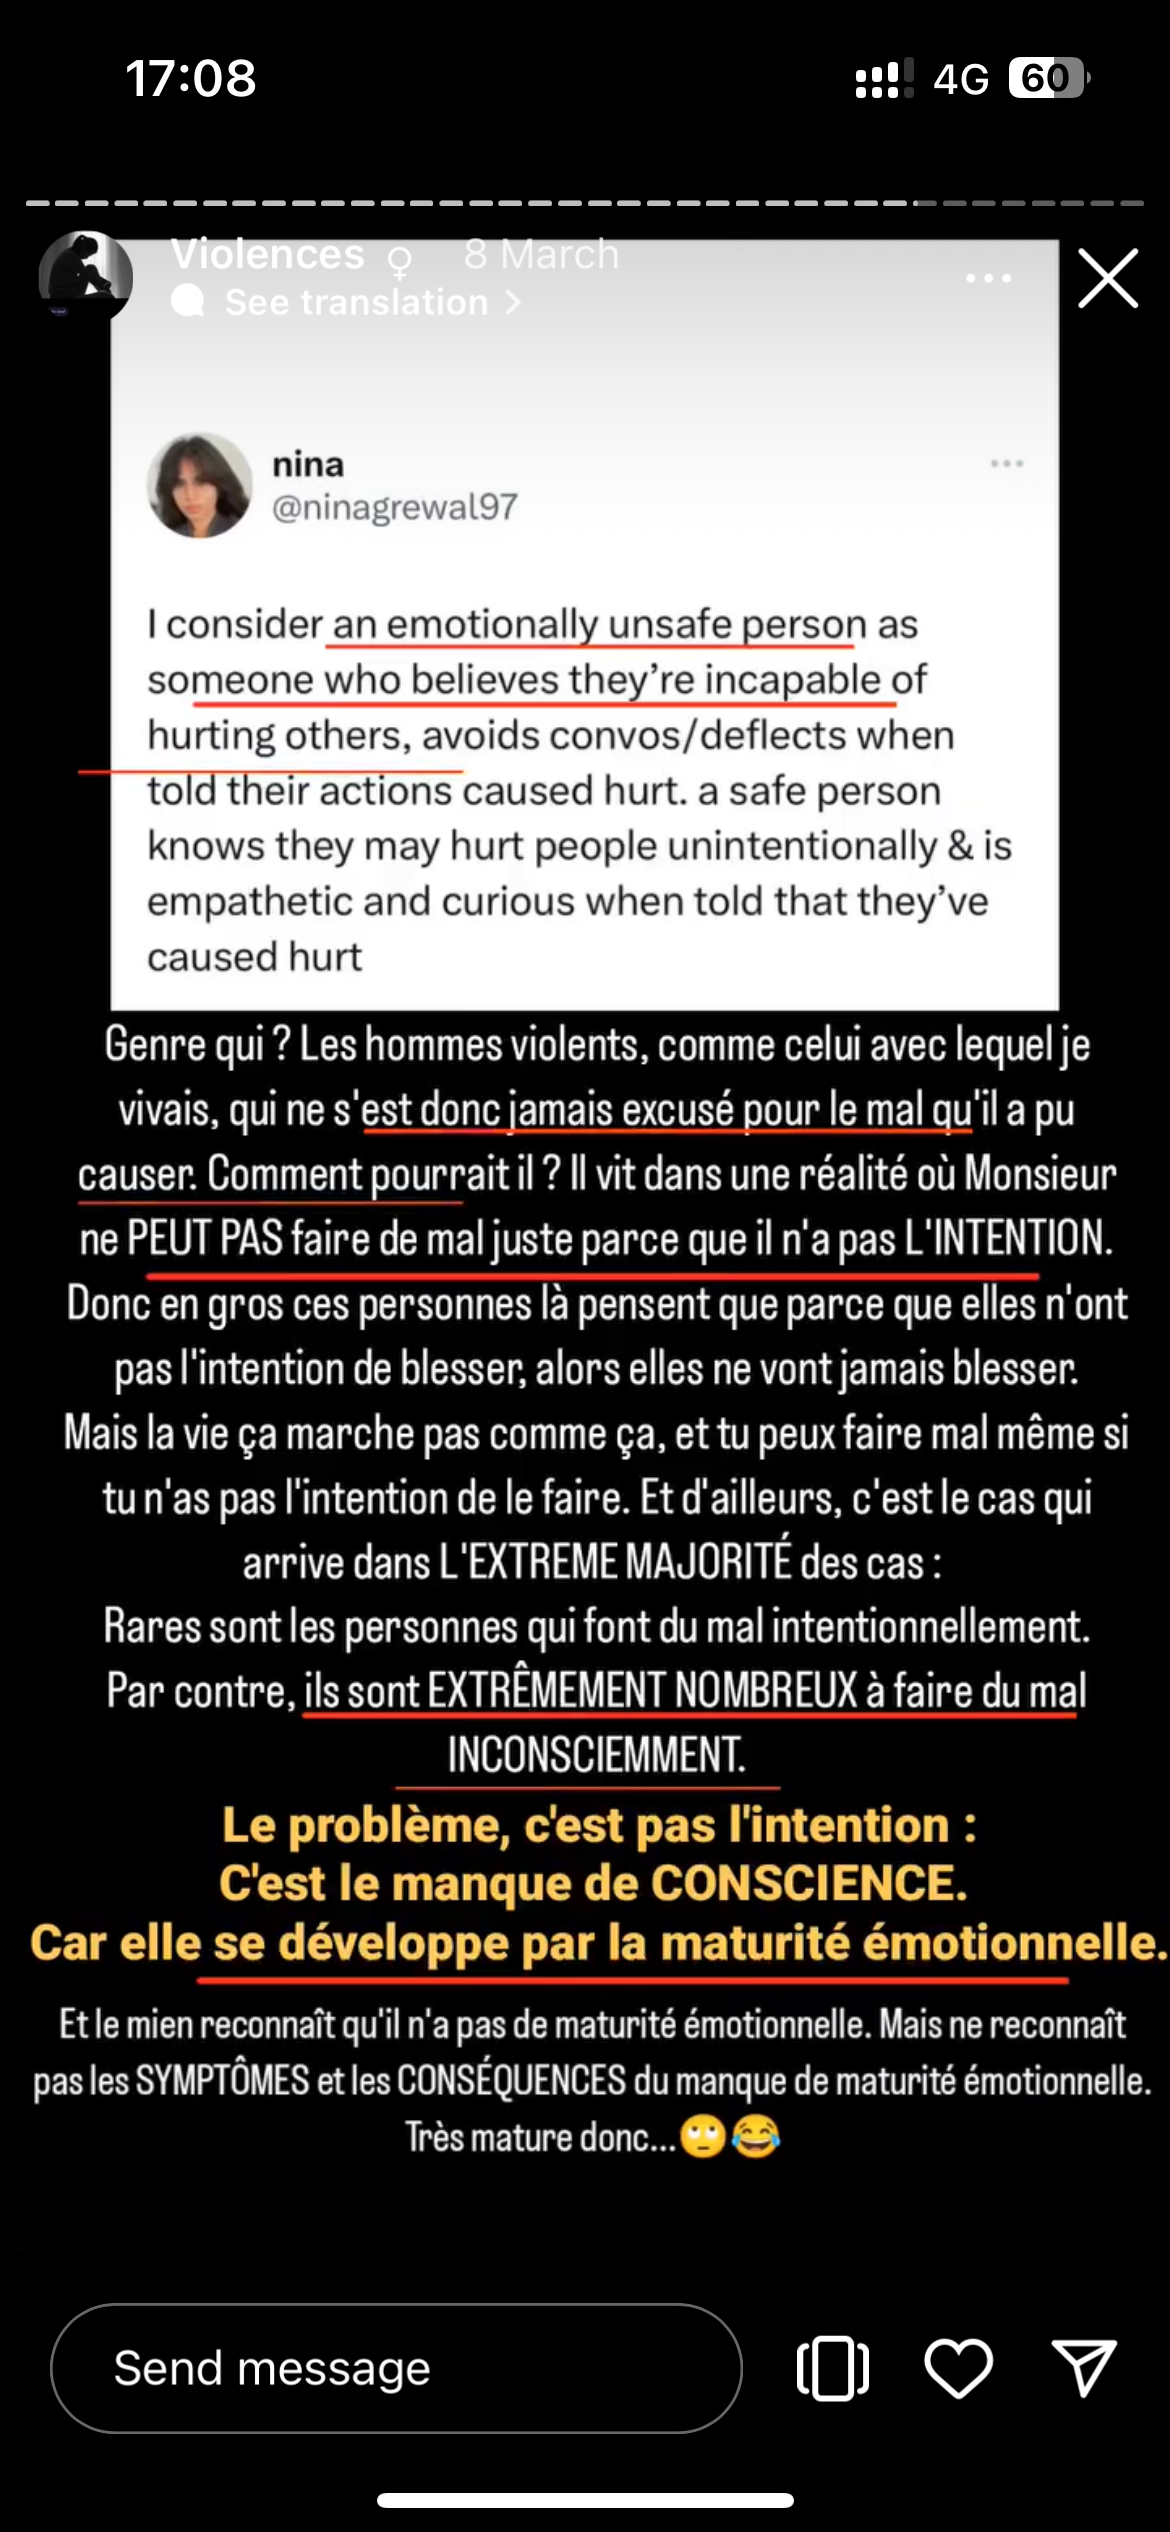 17:08
4G 60
Violences ♀ 8 March
See translation >
nina
@ninagrewal97
I consider an emotionally unsafe person as
someone who believes they're incapable of
hurting others, avoids convos/deflects when
told their actions caused hurt. a safe person
knows they may hurt people unintentionally & is
empathetic and curious when told that they've
caused hurt
Genre qui ? Les hommes violents, comme celui avec lequel je
vivais, qui ne s'est donc jamais excusé pour le mal qu'il a pu
causer. Comment pourrait il ? Il vit dans une réalité où Monsieur
ne PEUT PAS faire de mal juste parce que il n'a pas L'INTENTION.
Donc en gros ces personnes là pensent que parce que elles n'ont
pas l'intention de blesser, alors elles ne vont jamais blesser.
Mais la vie ça marche pas comme ça, et tu peux faire mal même si
tu n'as pas l'intention de le faire. Et d'ailleurs, c'est le cas qui
arrive dans L'EXTREME MAJORITÉ des cas :
Rares sont les personnes qui font du mal intentionnellement.
Par contre, ils sont EXTRÊMEMENT NOMBREUX à faire du mal
INCONSCIEMMENT.
Le problème, c'est pas l'intention :
C'est le manque de CONSCIENCE.
Car elle se développe par la maturité émotionnelle.
Et le mien reconnaît qu'il n'a pas de maturité émotionnelle. Mais ne reconnaît
pas les SYMPTÔMES et les CONSÉQUENCES du manque de maturité émotionnelle.
Très mature donc...🙄😂
Send message